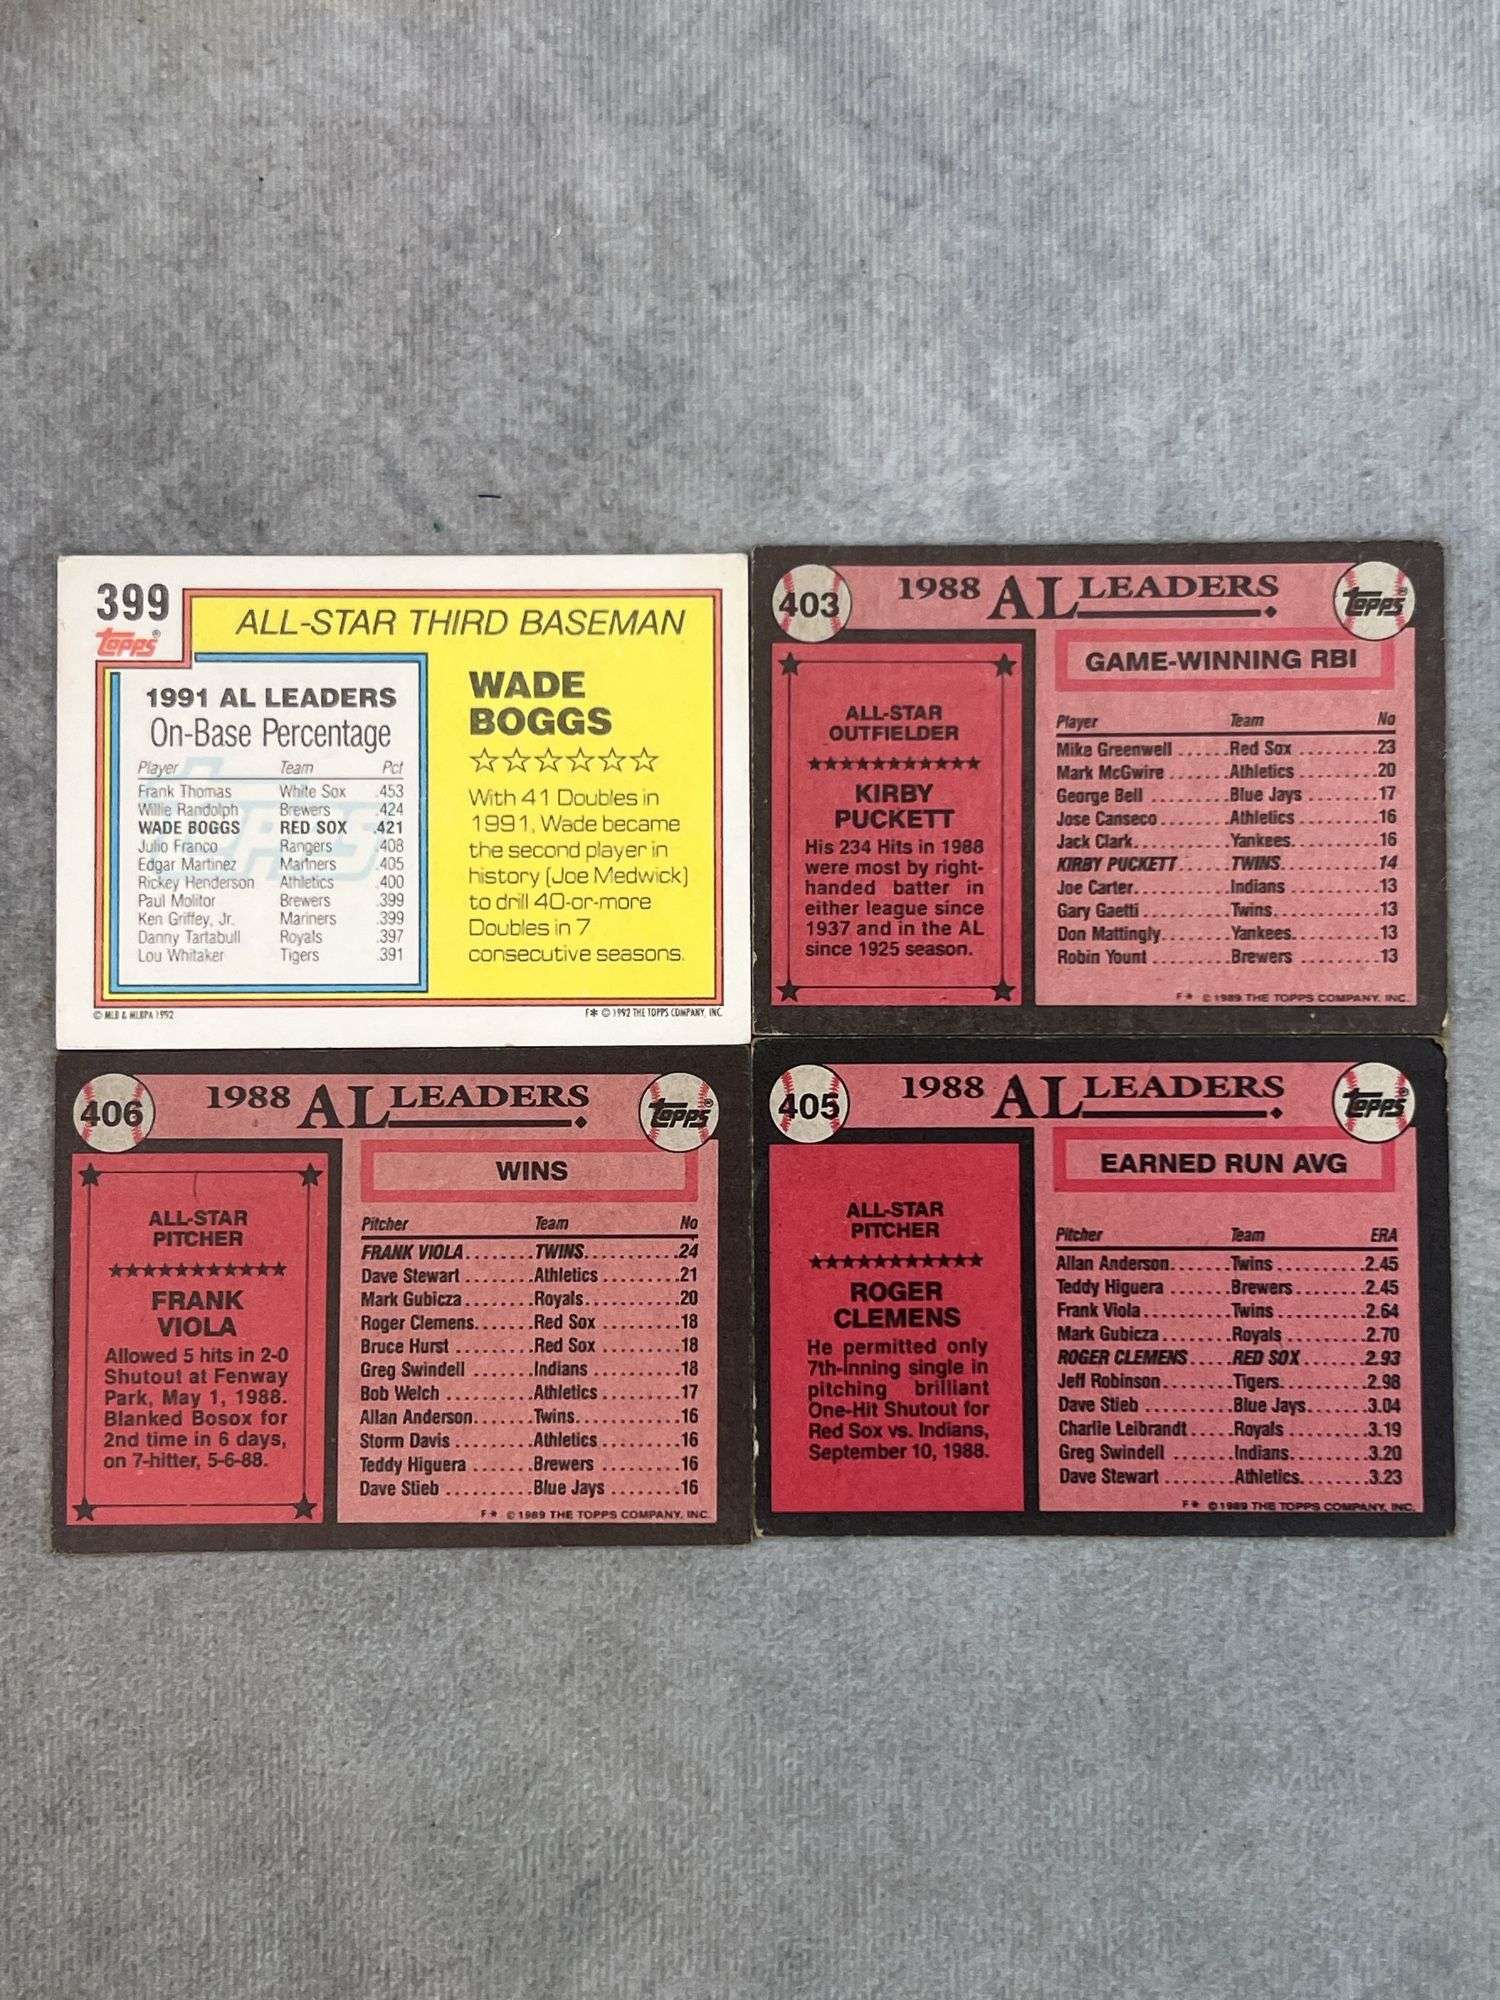 399
topps®
ALL-STAR THIRD BASEMAN
1991 AL LEADERS
On-Base Percentage
Player Team Pct
Frank Thomas White Sox .453
Willie Randolph Brewers .424
WADE BOGGS RED SOX .421
Julio Franco Rangers .408
Edgar Martinez Mariners .405
Rickey Henderson Athletics .400
Paul Molitor Brewers .399
Ken Griffey, Jr. Mariners .399
Danny Tartabull Royals .397
Lou Whitaker Tigers .391
WADE
BOGGS
☆☆☆☆☆☆
With 41 Doubles in
1991, Wade became
the second player in
history (Joe Medwick)
to drill 40-or-more
Doubles in 7
consecutive seasons.
© MLB & MLBPA 1992
F* © 1992 THE TOPPS COMPANY, INC.
403
1988 AL LEADERS
topps®
ALL-STAR
OUTFIELDER
★★★★★★★★★★★
KIRBY
PUCKETT
His 234 Hits in 1988
were most by right-
handed batter in
either league since
1937 and in the AL
since 1925 season.
GAME-WINNING RBI
Player Team No
Mike Greenwell ......Red Sox .........23
Mark McGwire .......Athletics .........20
George Bell .........Blue Jays ........17
Jose Canseco........Athletics .........16
Jack Clark...........Yankees..........16
KIRBY PUCKETT.....TWINS............14
Joe Carter...........Indians ..........13
Gary Gaetti ..........Twins............13
Don Mattingly.......Yankees..........13
Robin Yount .........Brewers .........13
F* © 1989 THE TOPPS COMPANY, INC.
406
1988 AL LEADERS
topps®
ALL-STAR
PITCHER
★★★★★★★★★★★
FRANK
VIOLA
Allowed 5 hits in 2-0
Shutout at Fenway
Park, May 1, 1988.
Blanked Bosox for
2nd time in 6 days,
on 7-hitter, 5-6-88.
WINS
Pitcher Team No
FRANK VIOLA........TWINS...........24
Dave Stewart ........Athletics .........21
Mark Gubicza........Royals...........20
Roger Clemens.......Red Sox .........18
Bruce Hurst .........Red Sox .........18
Greg Swindell .......Indians ..........18
Bob Welch ..........Athletics .........17
Allan Anderson.......Twins............16
Storm Davis .........Athletics .........16
Teddy Higuera .......Brewers .........16
Dave Stieb ..........Blue Jays ........16
F* © 1989 THE TOPPS COMPANY, INC.
405
1988 AL LEADERS
topps®
ALL-STAR
PITCHER
★★★★★★★★★★★
ROGER
CLEMENS
He permitted only
7th-inning single in
pitching brilliant
One-Hit Shutout for
Red Sox vs. Indians,
September 10, 1988.
EARNED RUN AVG
Pitcher Team ERA
Allan Anderson.......Twins .........2.45
Teddy Higuera .......Brewers .......2.45
Frank Viola ..........Twins .........2.64
Mark Gubicza........Royals ........2.70
ROGER CLEMENS.....RED SOX .......2.93
Jeff Robinson........Tigers.........2.98
Dave Stieb ..........Blue Jays......3.04
Charlie Leibrandt....Royals ........3.19
Greg Swindell .......Indians........3.20
Dave Stewart ........Athletics.......3.23
F* © 1989 THE TOPPS COMPANY, INC.